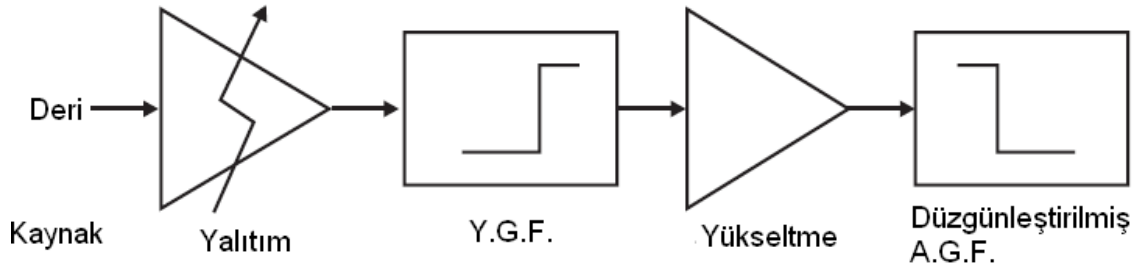 Deri
Kaynak
Yalıtım
Y.G.F.
Yükseltme
Düzgünleştirilmiş
A.G.F.